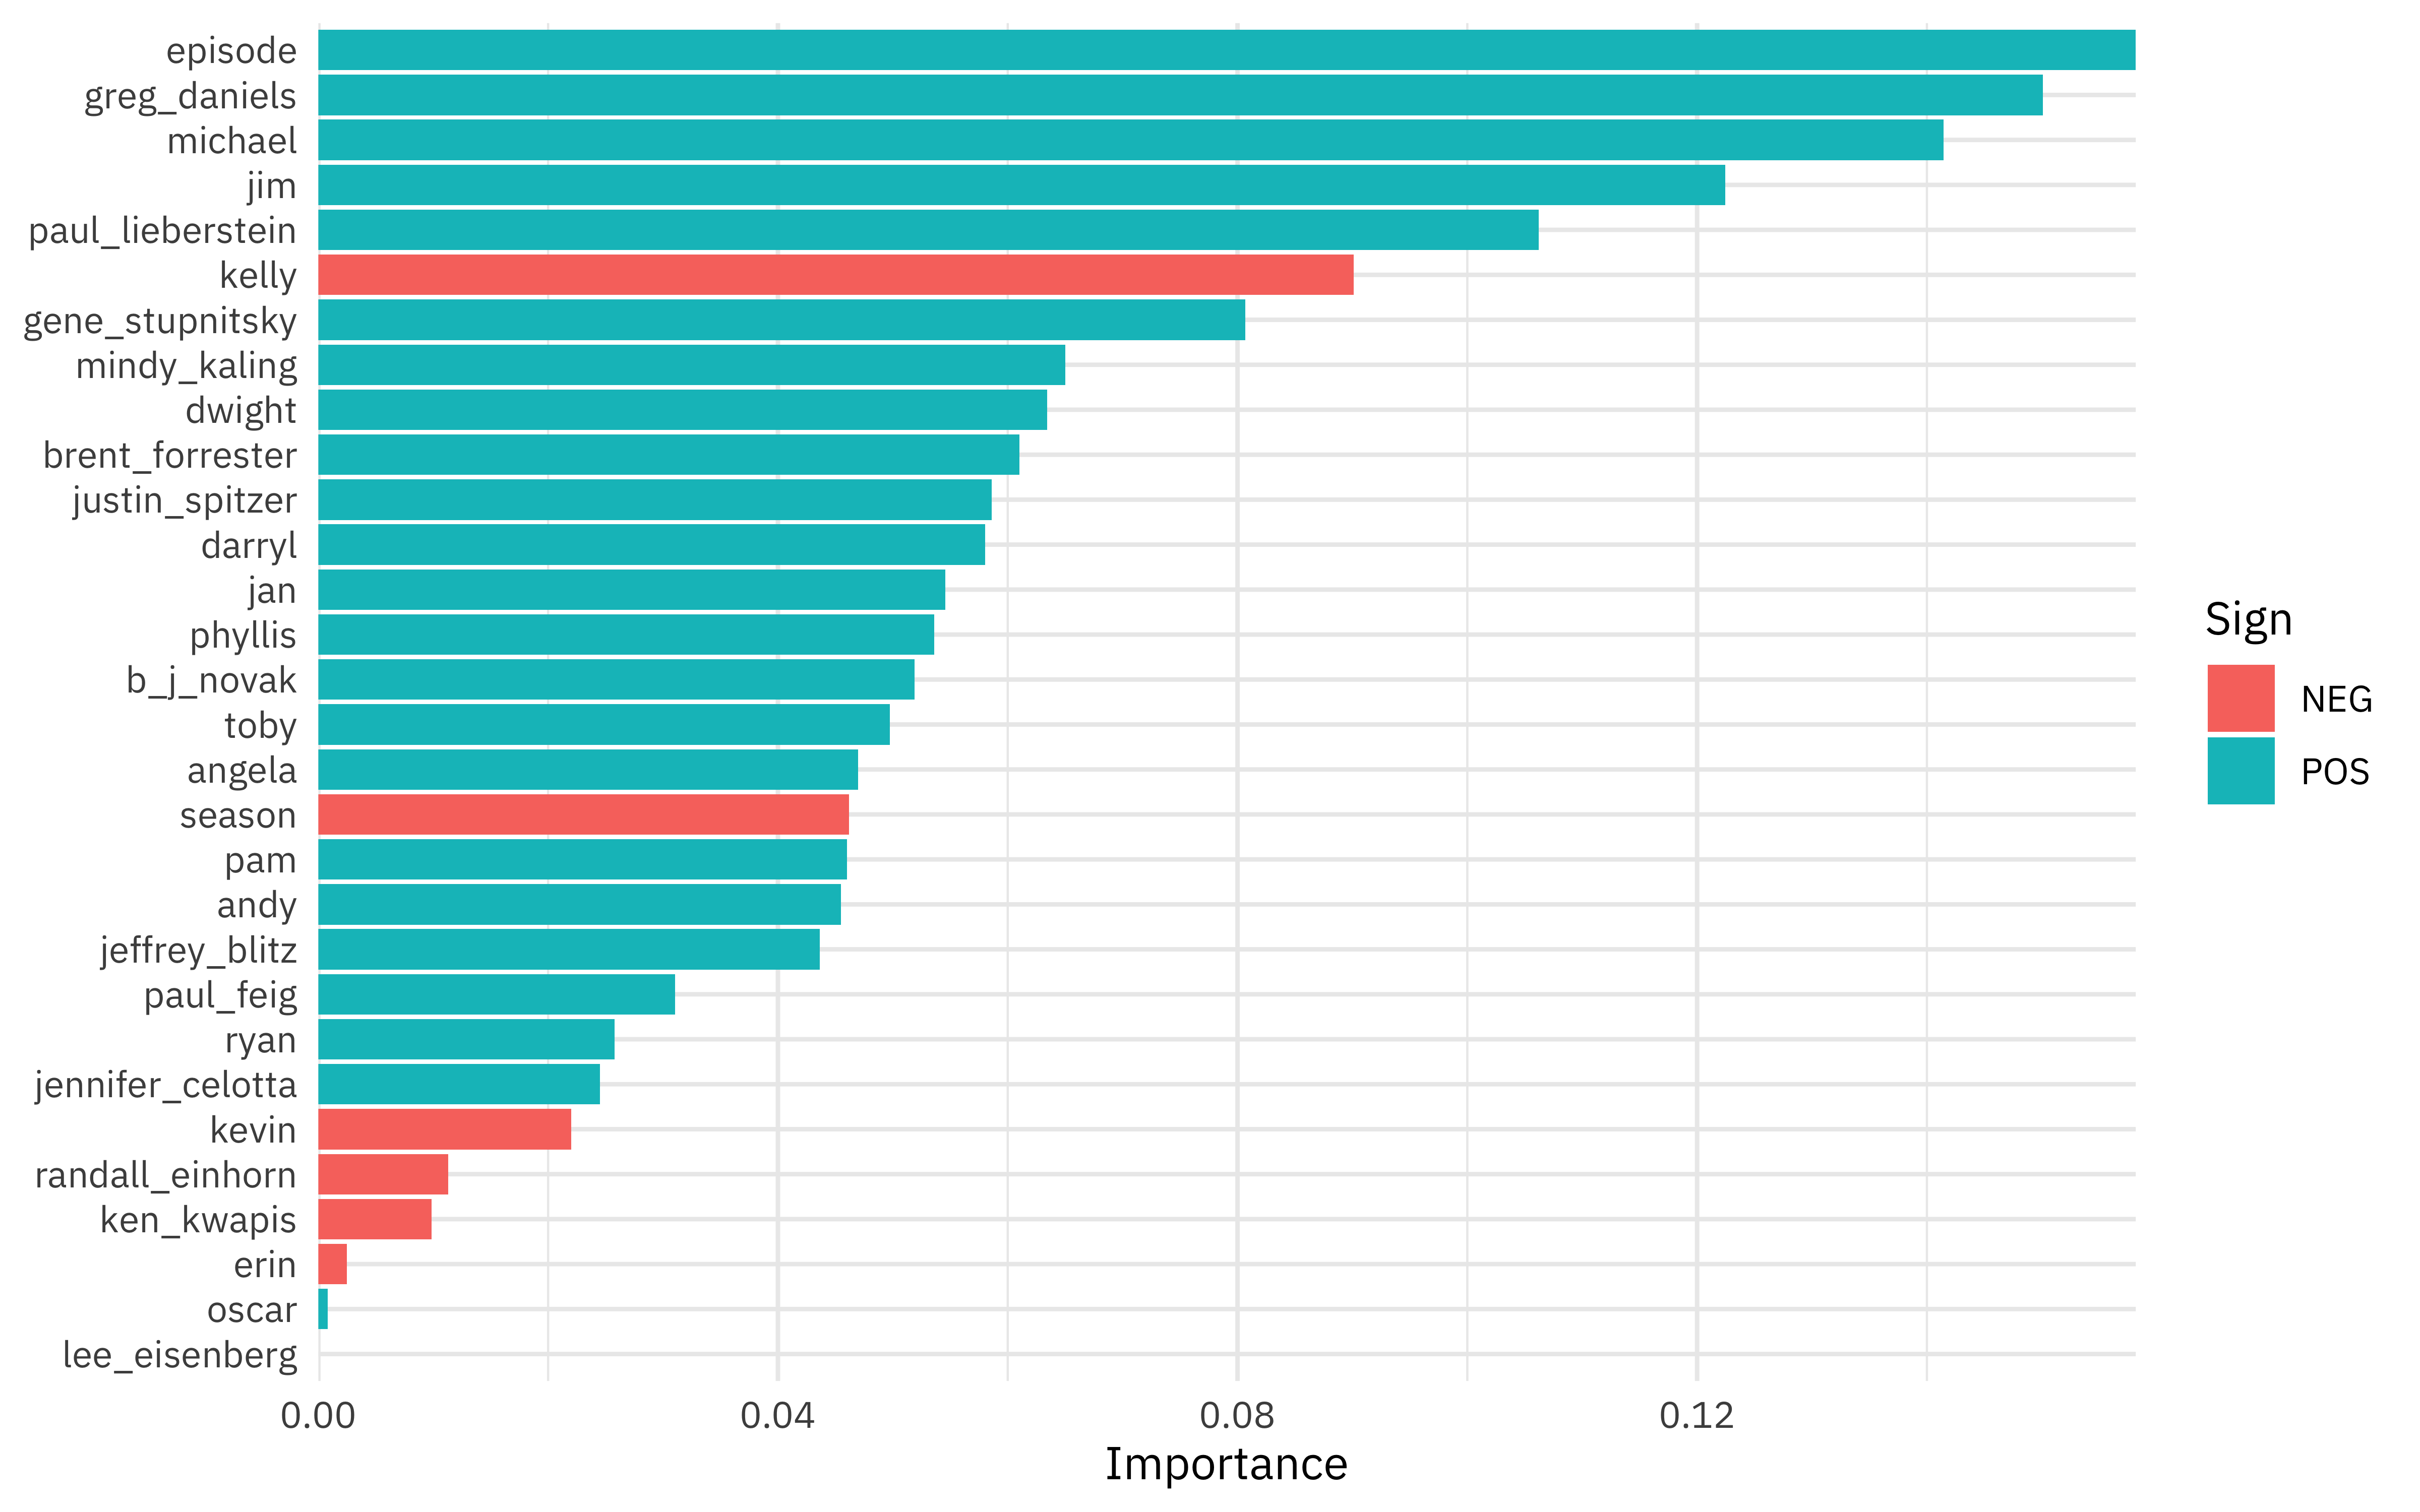 episode
greg_daniels
michael
jim
paul_lieberstein
kelly
gene_stupnitsky
mindy_kaling
dwight
brent_forrester
justin_spitzer
darryl
jan
phyllis
b_j_novak
toby
angela
season
pam
andy
jeffrey_blitz
paul_feig
ryan
jennifer_celotta
kevin
randall_einhorn
ken_kwapis
erin
oscar
lee_eisenberg
0.00 0.04 0.08 0.12
Importance
Sign
NEG
POS